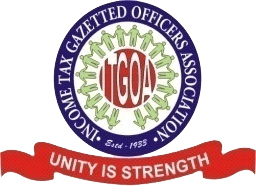 • INCOME TAX GAZETTED OFFICERS ASSOCIATION •
ITGOA
Estd - 1933
UNITY IS STRENGTH